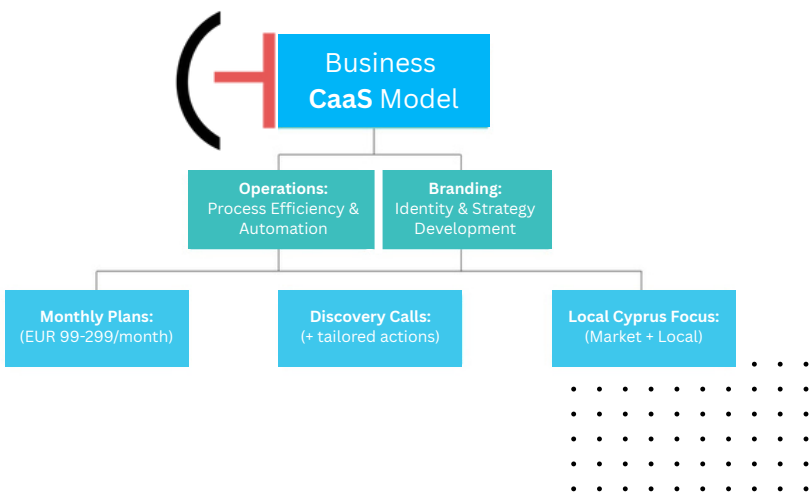 Business
CaaS Model
Operations:
Process Efficiency &
Automation
Branding:
Identity & Strategy
Development
Monthly Plans:
(EUR 99-299/month)
Discovery Calls:
(+ tailored actions)
Local Cyprus Focus:
(Market + Local)